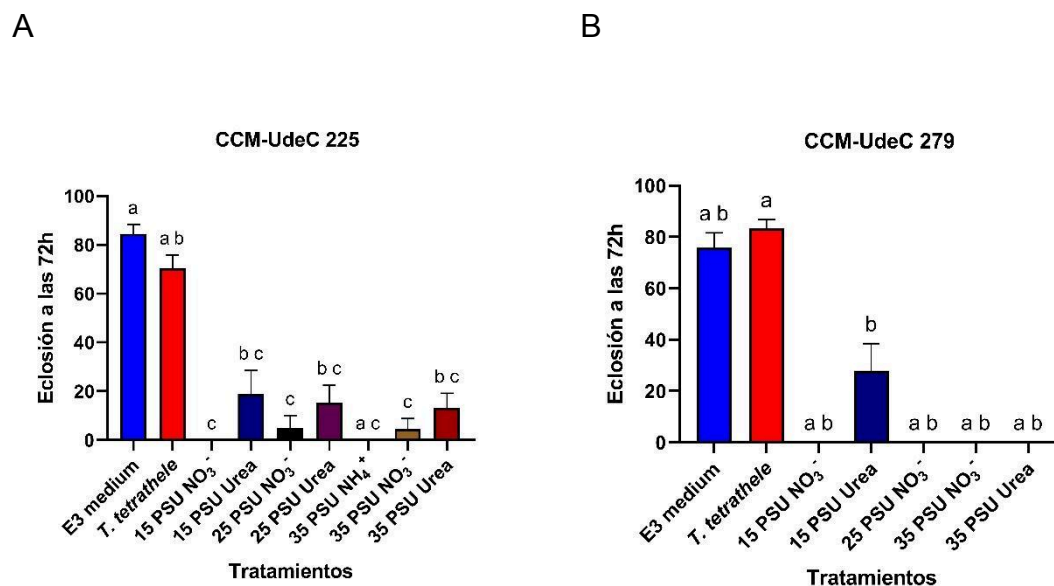 A
CCM-UdeC 225
Eclosión a las 72h
100
80
60
40
20
0
a
a b
c
b c
c
b c
a c
c
b c
E3 medium
T. tetrathele
15 PSU NO₃⁻
15 PSU Urea
25 PSU NO₃⁻
25 PSU Urea
35 PSU NH₄⁺
35 PSU NO₃⁻
35 PSU Urea
Tratamientos
B
CCM-UdeC 279
Eclosión a las 72h
100
80
60
40
20
0
a b
a
a b
b
a b
a b
a b
E3 medium
T. tetrathele
15 PSU NO₃⁻
15 PSU Urea
25 PSU NO₃⁻
35 PSU NO₃⁻
35 PSU Urea
Tratamientos